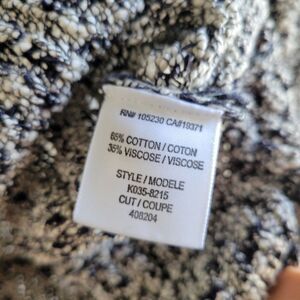 RN# 105230 CA#19371
65% COTTON / COTON
35% VISCOSE / VISCOSE
STYLE / MODELE
K035-8215
CUT / COUPE
408204